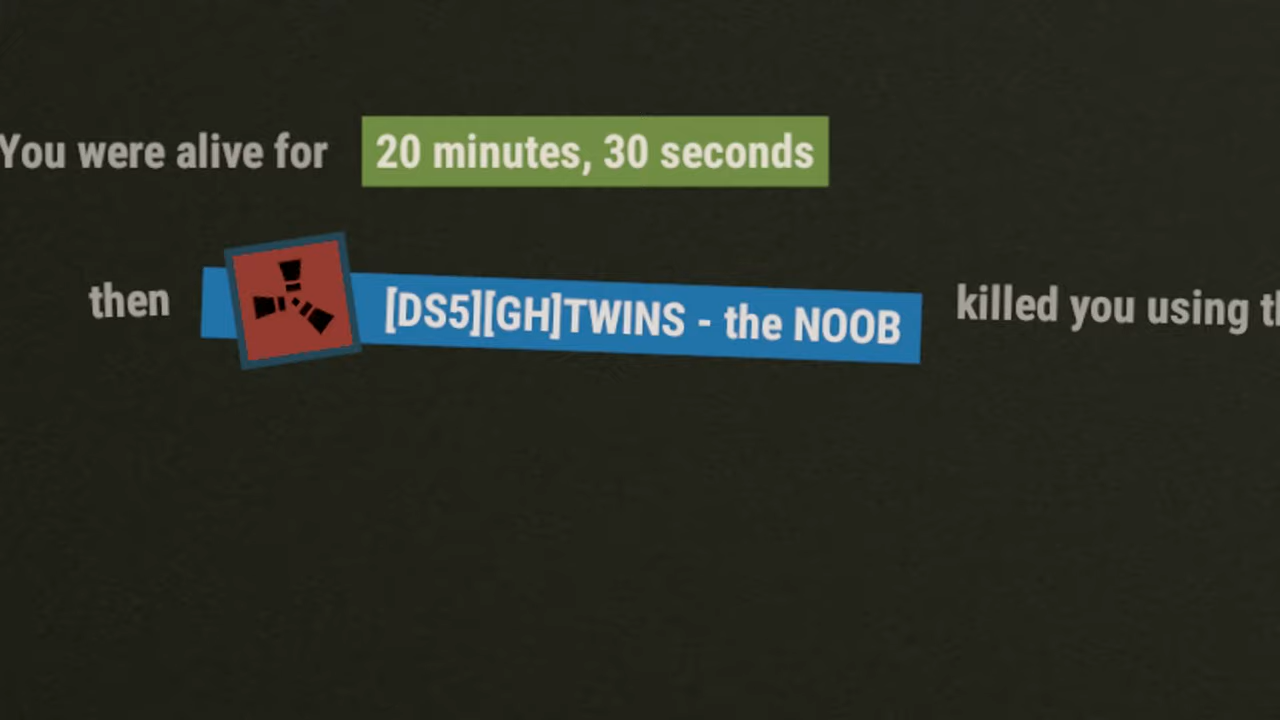 You were alive for 20 minutes, 30 seconds
then [DS5][GH]TWINS - the NOOB killed you using